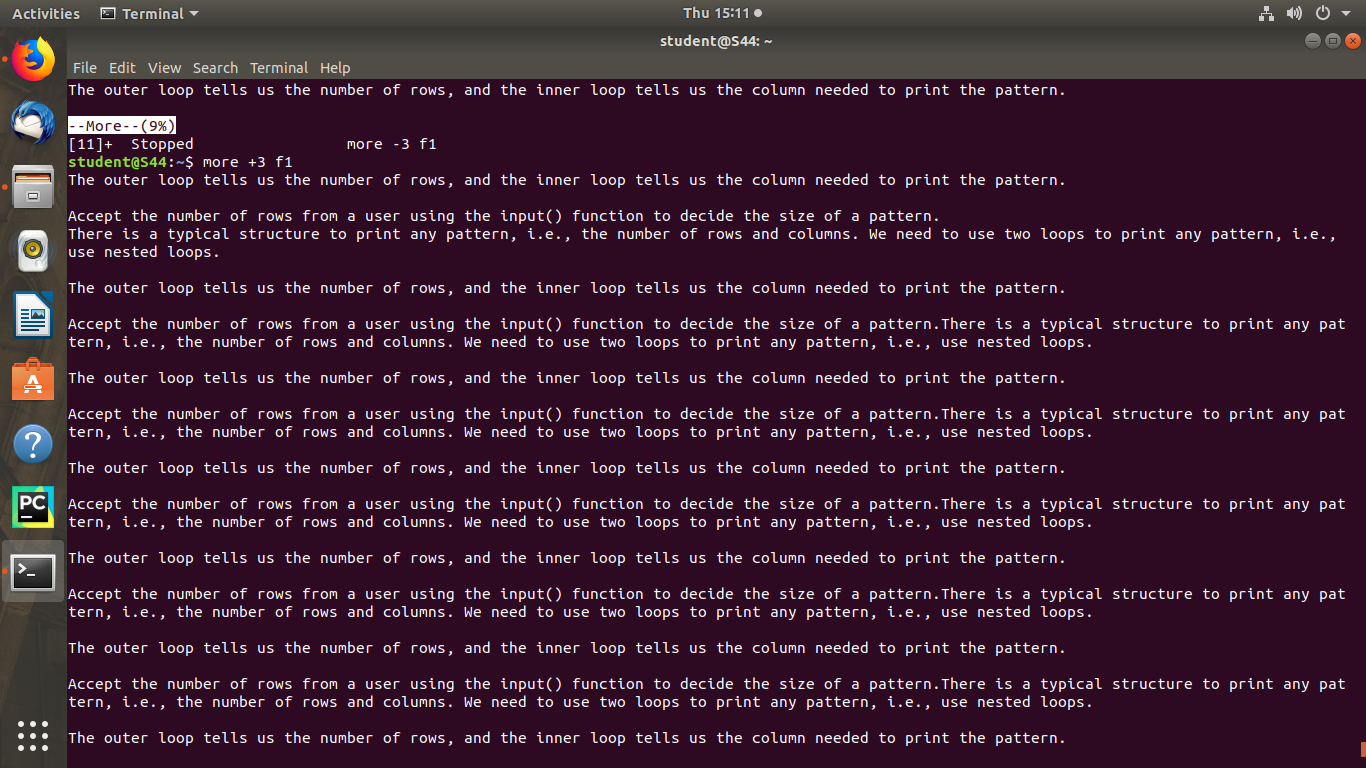 Activities Terminal Thu 15:11
student@S44: ~
File Edit View Search Terminal Help
The outer loop tells us the number of rows, and the inner loop tells us the column needed to print the pattern.
--More--(9%)
[11]+  Stopped                 more -3 f1
student@S44:~$ more +3 f1
The outer loop tells us the number of rows, and the inner loop tells us the column needed to print the pattern.
Accept the number of rows from a user using the input() function to decide the size of a pattern.
There is a typical structure to print any pattern, i.e., the number of rows and columns. We need to use two loops to print any pattern, i.e.,
use nested loops.
The outer loop tells us the number of rows, and the inner loop tells us the column needed to print the pattern.
Accept the number of rows from a user using the input() function to decide the size of a pattern.There is a typical structure to print any pat
tern, i.e., the number of rows and columns. We need to use two loops to print any pattern, i.e., use nested loops.
The outer loop tells us the number of rows, and the inner loop tells us the column needed to print the pattern.
Accept the number of rows from a user using the input() function to decide the size of a pattern.There is a typical structure to print any pat
tern, i.e., the number of rows and columns. We need to use two loops to print any pattern, i.e., use nested loops.
The outer loop tells us the number of rows, and the inner loop tells us the column needed to print the pattern.
Accept the number of rows from a user using the input() function to decide the size of a pattern.There is a typical structure to print any pat
tern, i.e., the number of rows and columns. We need to use two loops to print any pattern, i.e., use nested loops.
The outer loop tells us the number of rows, and the inner loop tells us the column needed to print the pattern.
Accept the number of rows from a user using the input() function to decide the size of a pattern.There is a typical structure to print any pat
tern, i.e., the number of rows and columns. We need to use two loops to print any pattern, i.e., use nested loops.
The outer loop tells us the number of rows, and the inner loop tells us the column needed to print the pattern.
Accept the number of rows from a user using the input() function to decide the size of a pattern.There is a typical structure to print any pat
tern, i.e., the number of rows and columns. We need to use two loops to print any pattern, i.e., use nested loops.
The outer loop tells us the number of rows, and the inner loop tells us the column needed to print the pattern.
PC